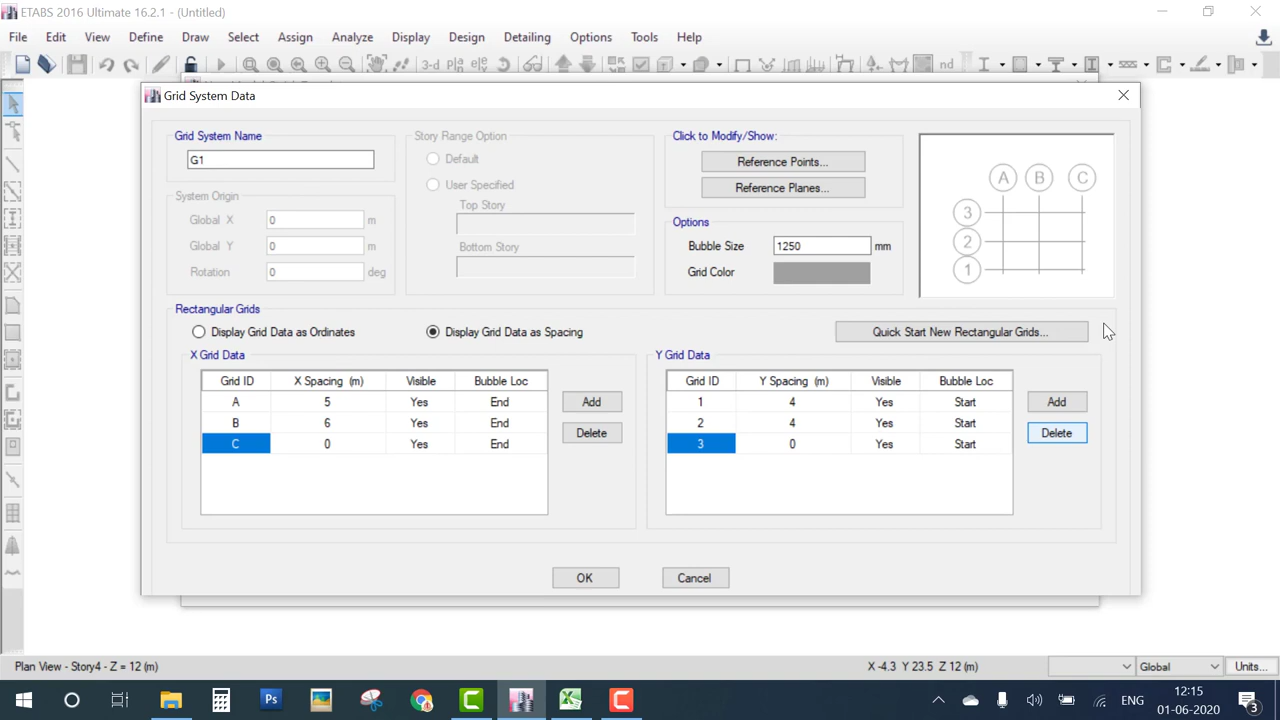 ETABS 2016 Ultimate 16.2.1 - (Untitled)
File Edit View Define Draw Select Assign Analyze Display Design Detailing Options Tools Help
3-d Pla ele nd
Grid System Data
Grid System Name
G1
System Origin
Global X 0 m
Global Y 0 m
Rotation 0 deg
Story Range Option
Default
User Specified
Top Story
Bottom Story
Click to Modify/Show:
Reference Points...
Reference Planes...
Options
Bubble Size 1250 mm
Grid Color
A B C
3
2
1
Rectangular Grids
Display Grid Data as Ordinates Display Grid Data as Spacing Quick Start New Rectangular Grids...
X Grid Data
Grid ID X Spacing (m) Visible Bubble Loc
A 5 Yes End
B 6 Yes End
C 0 Yes End
Add
Delete
Y Grid Data
Grid ID Y Spacing (m) Visible Bubble Loc
1 4 Yes Start
2 4 Yes Start
3 0 Yes Start
Add
Delete
OK Cancel
Plan View - Story4 - Z = 12 (m) X -4.3 Y 23.5 Z 12 (m) Global Units...
Ps ENG 12:15
01-06-2020 3